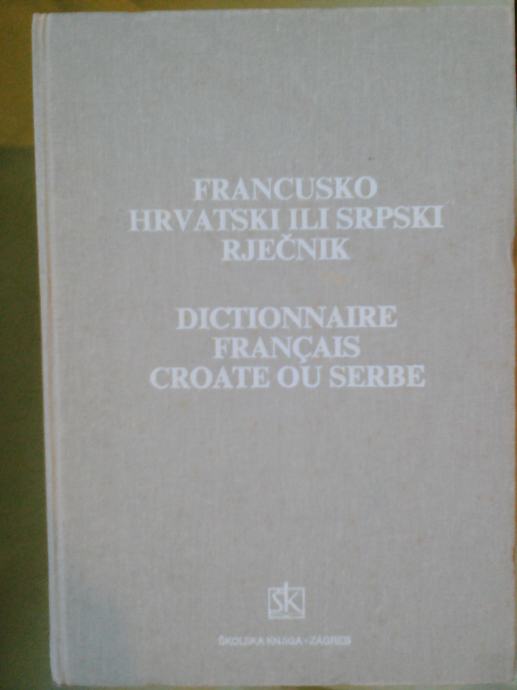 FRANCUSKO
HRVATSKI ILI SRPSKI
RJEČNIK
DICTIONNAIRE
FRANÇAIS
CROATE OU SERBE
ŠK
ŠKOLSKA KNJIGA - ZAGREB